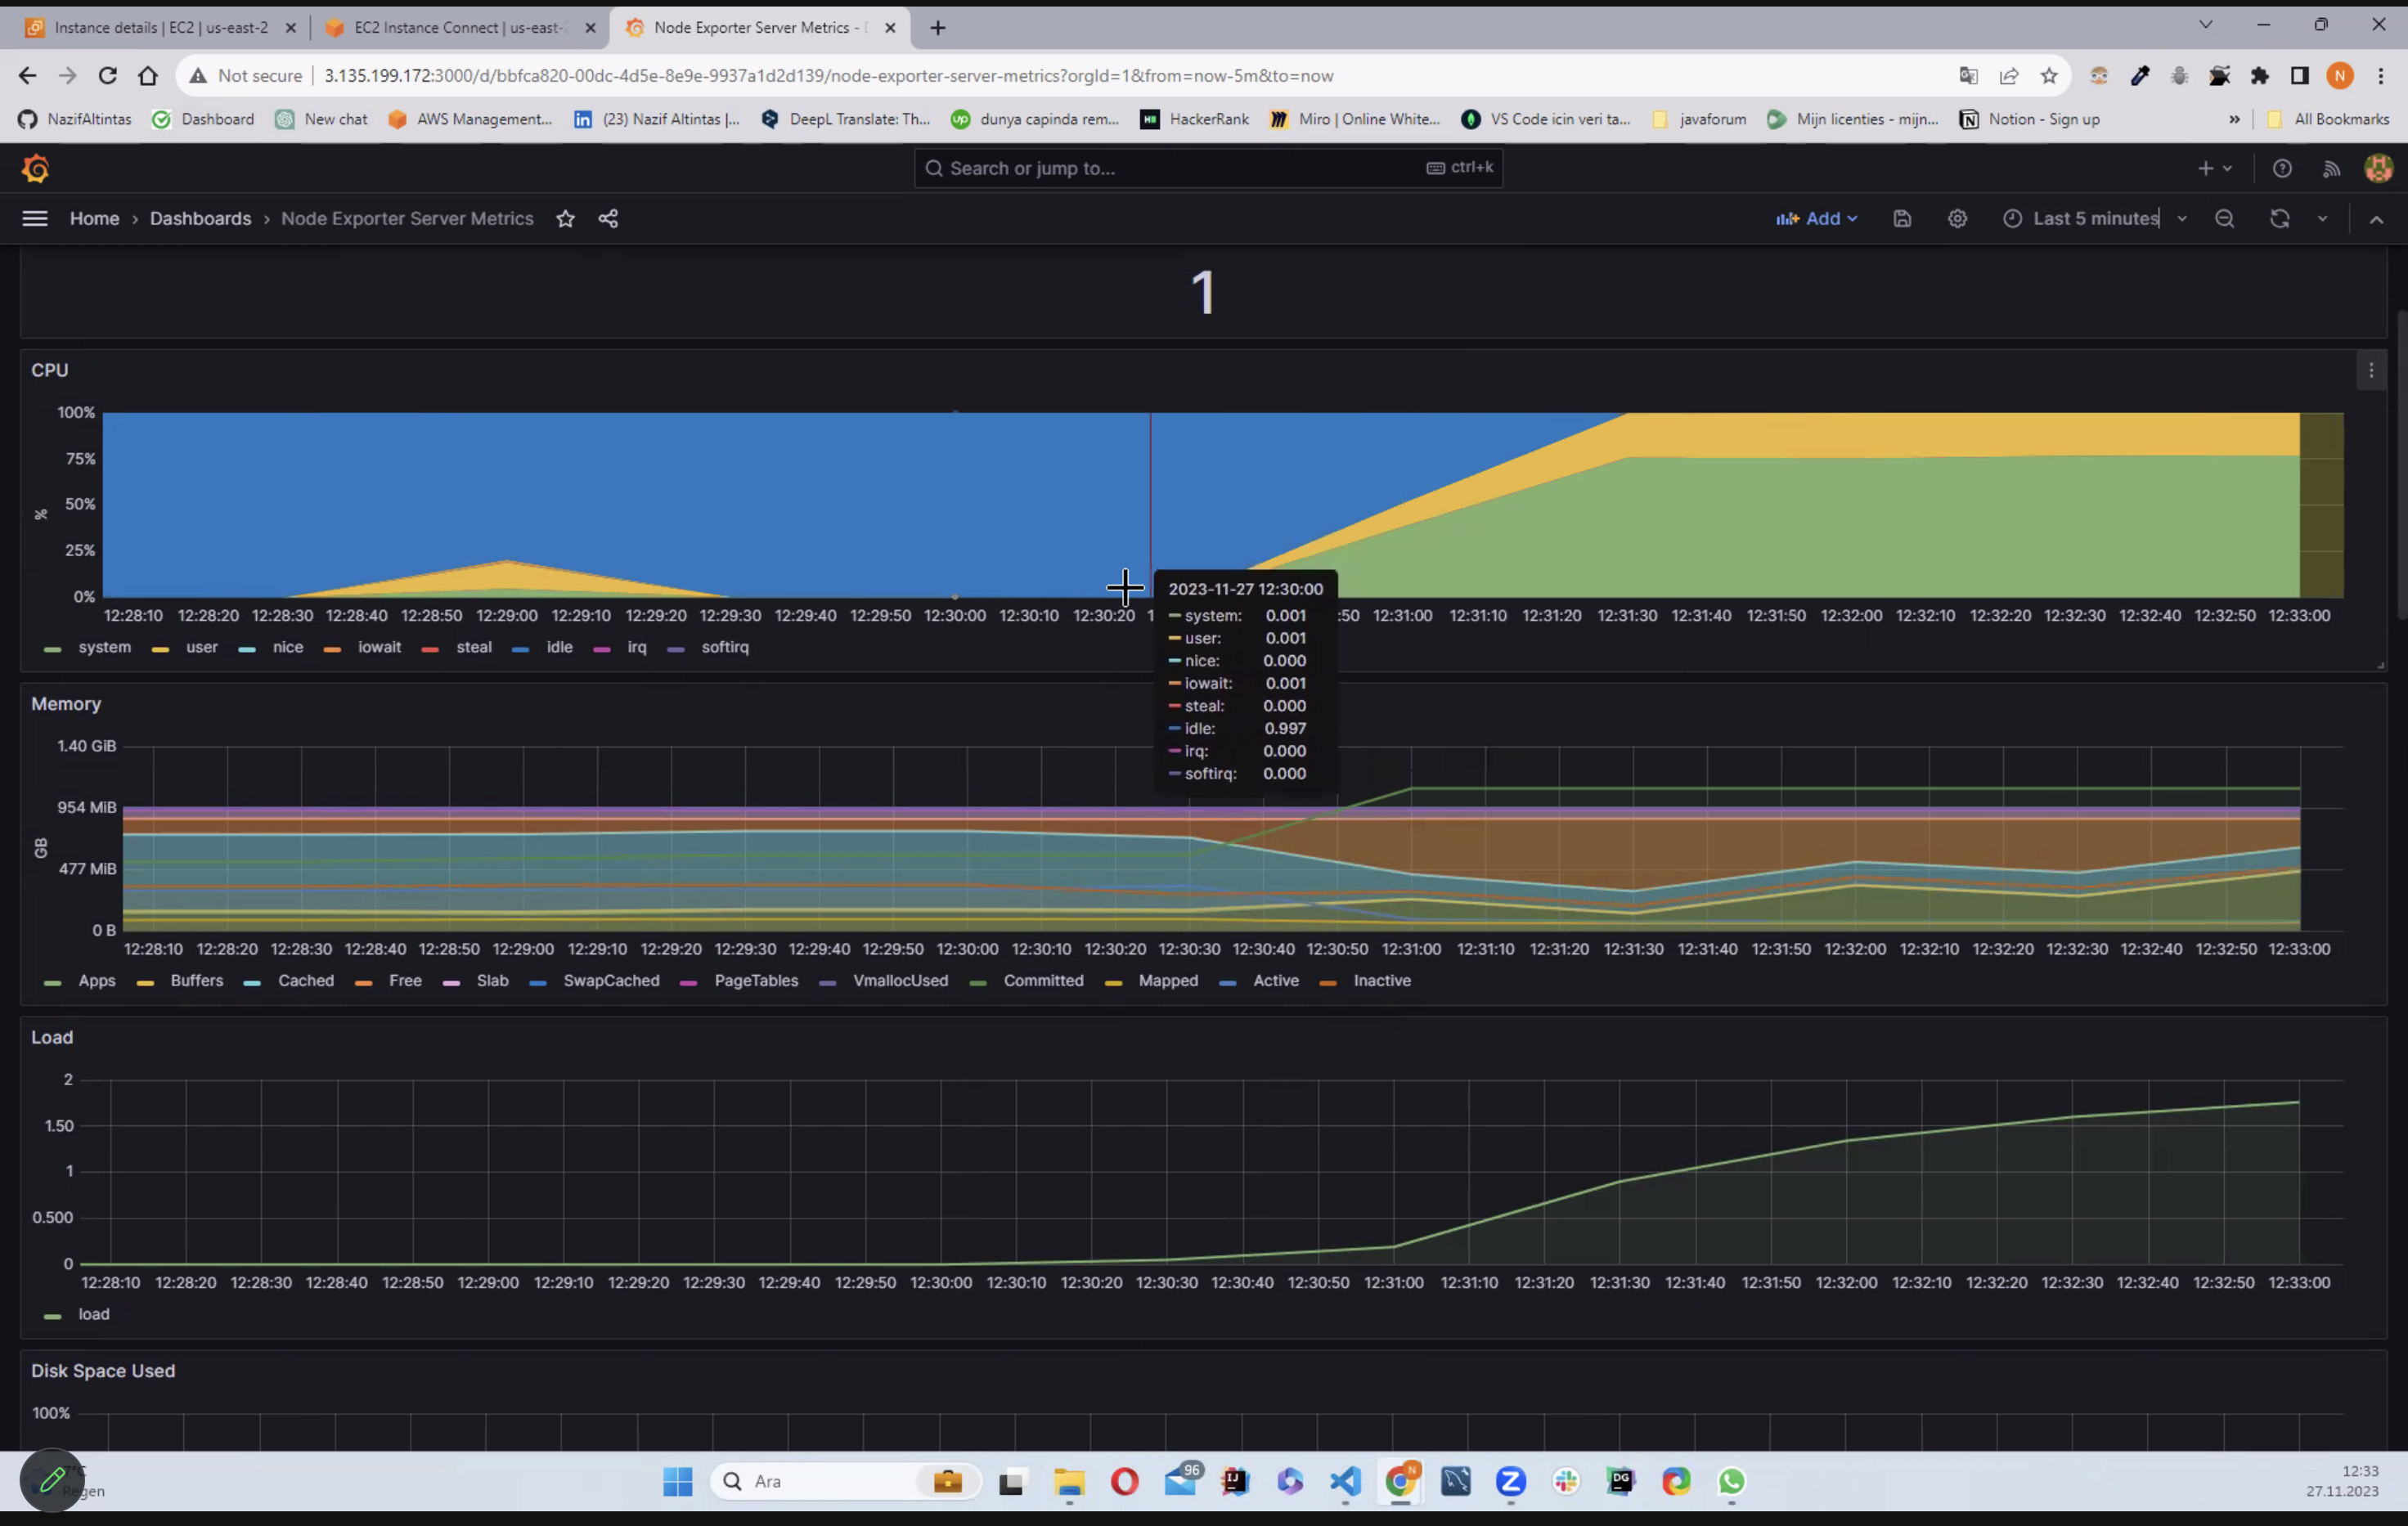 Instance details | EC2 | us-east-2
EC2 Instance Connect | us-east-
Node Exporter Server Metrics -
Not secure
3.135.199.172:3000/d/bbfca820-00dc-4d5e-8e9e-9937a1d2d139/node-exporter-server-metrics?orgId=1&from=now-5m&to=now
N
NazifAltintas
Dashboard
New chat
AWS Management...
(23) Nazif Altintas |...
DeepL Translate: Th...
dunya capinda rem...
HackerRank
Miro | Online White...
VS Code icin veri ta...
javaforum
Mijn licenties - mijn...
Notion - Sign up
»
All Bookmarks
Search or jump to...
ctrl+k
Home › Dashboards › Node Exporter Server Metrics
Add
Last 5 minutes
1
CPU
100%
75%
50%
25%
0%
%
12:28:10 12:28:20 12:28:30 12:28:40 12:28:50 12:29:00 12:29:10 12:29:20 12:29:30 12:29:40 12:29:50 12:30:00 12:30:10 12:30:20 1 :50 12:31:00 12:31:10 12:31:20 12:31:30 12:31:40 12:31:50 12:32:00 12:32:10 12:32:20 12:32:30 12:32:40 12:32:50 12:33:00
system user nice iowait steal idle irq softirq
2023-11-27 12:30:00
system: 0.001
user: 0.001
nice: 0.000
iowait: 0.001
steal: 0.000
idle: 0.997
irq: 0.000
softirq: 0.000
Memory
1.40 GiB
954 MiB
477 MiB
0 B
GB
12:28:10 12:28:20 12:28:30 12:28:40 12:28:50 12:29:00 12:29:10 12:29:20 12:29:30 12:29:40 12:29:50 12:30:00 12:30:10 12:30:20 12:30:30 12:30:40 12:30:50 12:31:00 12:31:10 12:31:20 12:31:30 12:31:40 12:31:50 12:32:00 12:32:10 12:32:20 12:32:30 12:32:40 12:32:50 12:33:00
Apps Buffers Cached Free Slab SwapCached PageTables VmallocUsed Committed Mapped Active Inactive
Load
2
1.50
1
0.500
0
12:28:10 12:28:20 12:28:30 12:28:40 12:28:50 12:29:00 12:29:10 12:29:20 12:29:30 12:29:40 12:29:50 12:30:00 12:30:10 12:30:20 12:30:30 12:30:40 12:30:50 12:31:00 12:31:10 12:31:20 12:31:30 12:31:40 12:31:50 12:32:00 12:32:10 12:32:20 12:32:30 12:32:40 12:32:50 12:33:00
load
Disk Space Used
100%
7°C
Regen
Ara
96
12:33
27.11.2023